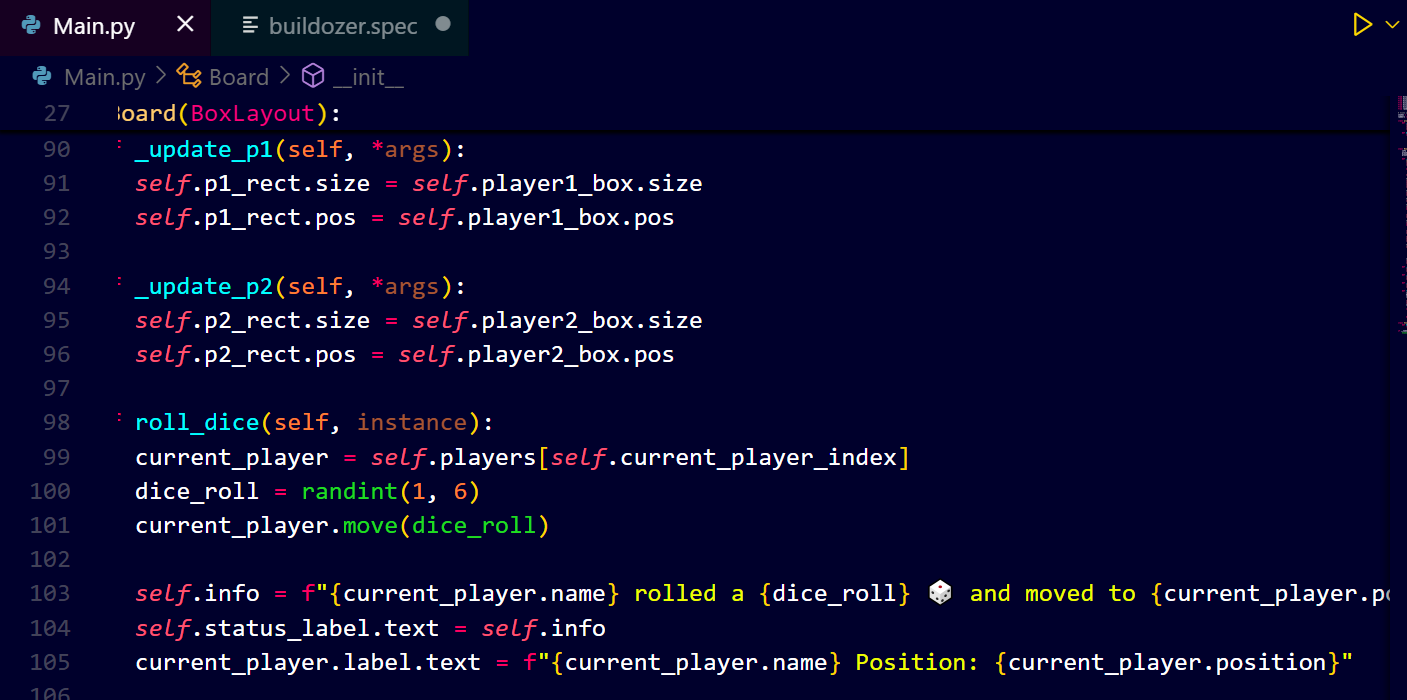 Main.py buildozer.spec
Main.py > Board > __init__
27 Board(BoxLayout):
90 _update_p1(self, *args):
91 self.p1_rect.size = self.player1_box.size
92 self.p1_rect.pos = self.player1_box.pos
93
94 _update_p2(self, *args):
95 self.p2_rect.size = self.player2_box.size
96 self.p2_rect.pos = self.player2_box.pos
97
98 roll_dice(self, instance):
99 current_player = self.players[self.current_player_index]
100 dice_roll = randint(1, 6)
101 current_player.move(dice_roll)
102
103 self.info = f"{current_player.name} rolled a {dice_roll} 🎲 and moved to {current_player.po
104 self.status_label.text = self.info
105 current_player.label.text = f"{current_player.name} Position: {current_player.position}"
106